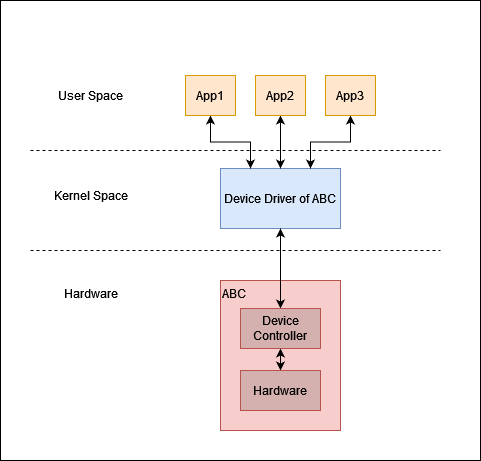 User Space
App1
App2
App3
Kernel Space
Device Driver of ABC
Hardware
ABC
Device
Controller
Hardware